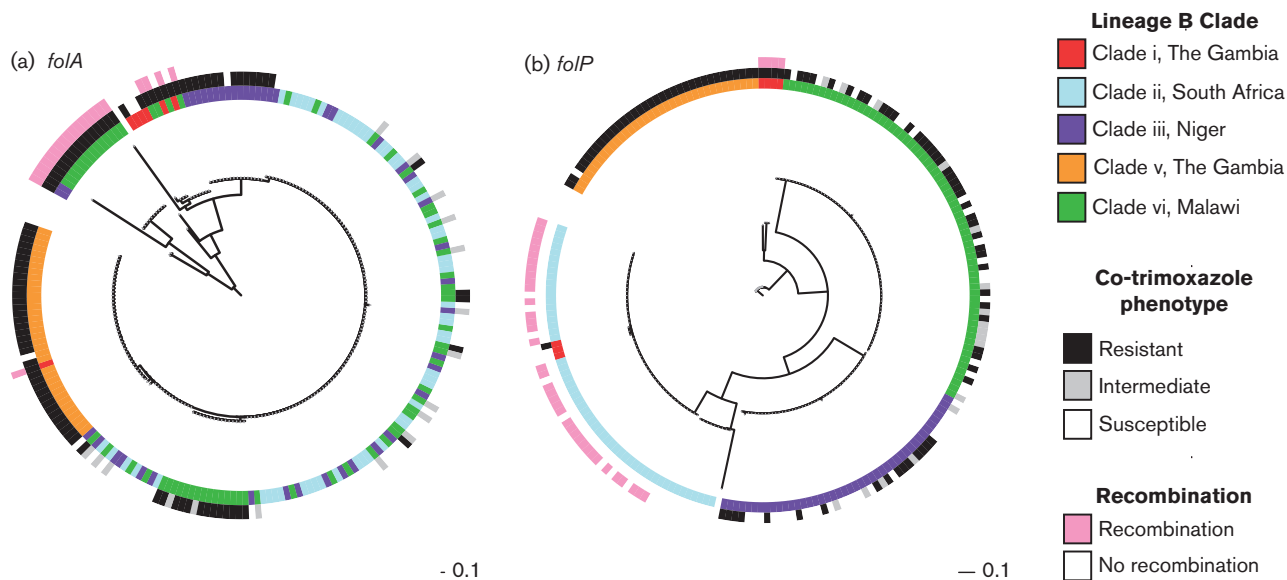 (a) folA
(b) folP
- 0.1
— 0.1
Lineage B Clade
Clade i, The Gambia
Clade ii, South Africa
Clade iii, Niger
Clade v, The Gambia
Clade vi, Malawi
Co-trimoxazole
phenotype
Resistant
Intermediate
Susceptible
Recombination
Recombination
No recombination